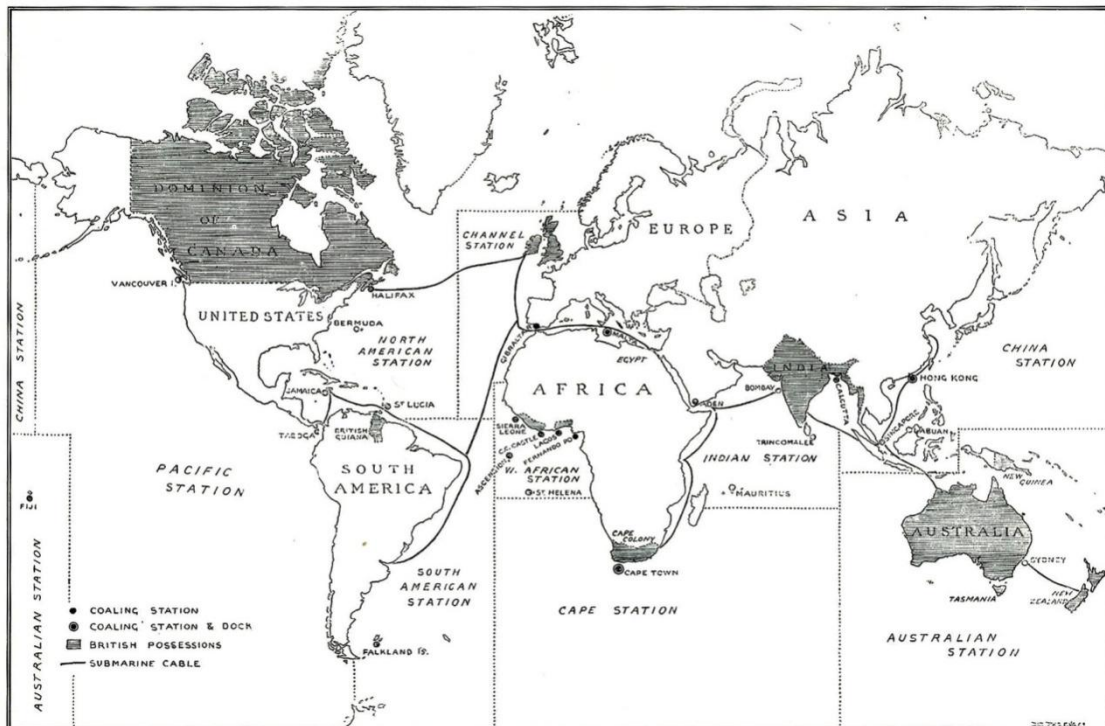 DOMINION
OF
CANADA
EUROPE
ASIA
CHANNEL
STATION
VANCOUVER I.
HALIFAX
UNITED STATES
BERMUDA
NORTH
AMERICAN
STATION
GIBRALTAR
MALTA
EGYPT
CHINA
STATION
CHINA STATION
INDIA
HONG KONG
AFRICA
BOMBAY
CALCUTTA
ADEN
JAMAICA
ST LUCIA
TABOGA
BRITISH
GUIANA
SIERRA
LEONE
C.C. CASTLE
LAGOS
FERNANDO PO
ASCENSION
TRINCOMALEE
SINGAPORE
LABUAN
INDIAN STATION
W. AFRICAN
STATION
SOUTH
AMERICA
PACIFIC
STATION
ST. HELENA
MAURITIUS
NEW
GUINEA
FIJI
AUSTRALIA
CAPE
COLONY
CAPE TOWN
SYDNEY
TASMANIA
NEW
ZEALAND
SOUTH
AMERICAN
STATION
CAPE STATION
AUSTRALIAN
STATION
AUSTRALIAN STATION
COALING STATION
COALING STATION & DOCK
BRITISH POSSESSIONS
SUBMARINE CABLE
FALKLAND IS.